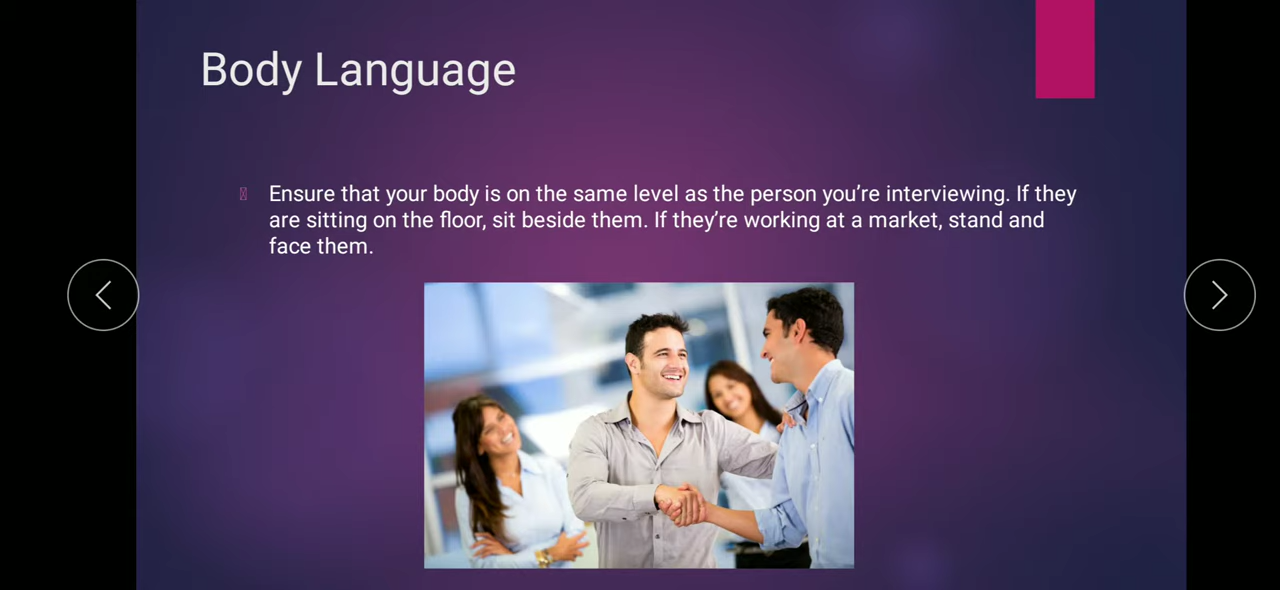 Body Language
Ensure that your body is on the same level as the person you’re interviewing. If they
are sitting on the floor, sit beside them. If they’re working at a market, stand and
face them.